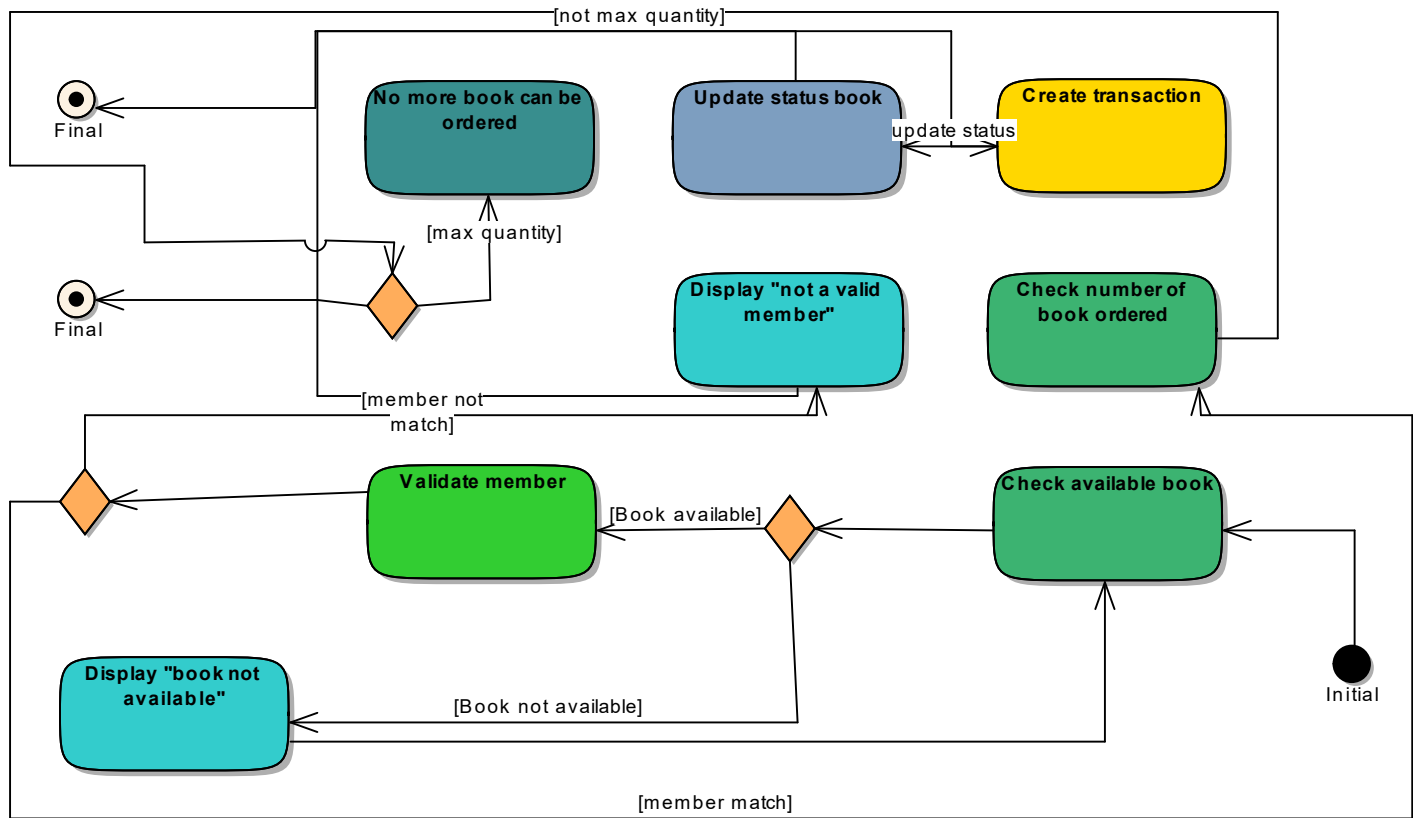 [not max quantity]
Final
No more book can be
ordered
Update status book
update status
Create transaction
[max quantity]
Final
Display "not a valid
member"
Check number of
book ordered
[member not
match]
Validate member
[Book available]
Check available book
Display "book not
available"
[Book not available]
Initial
[member match]